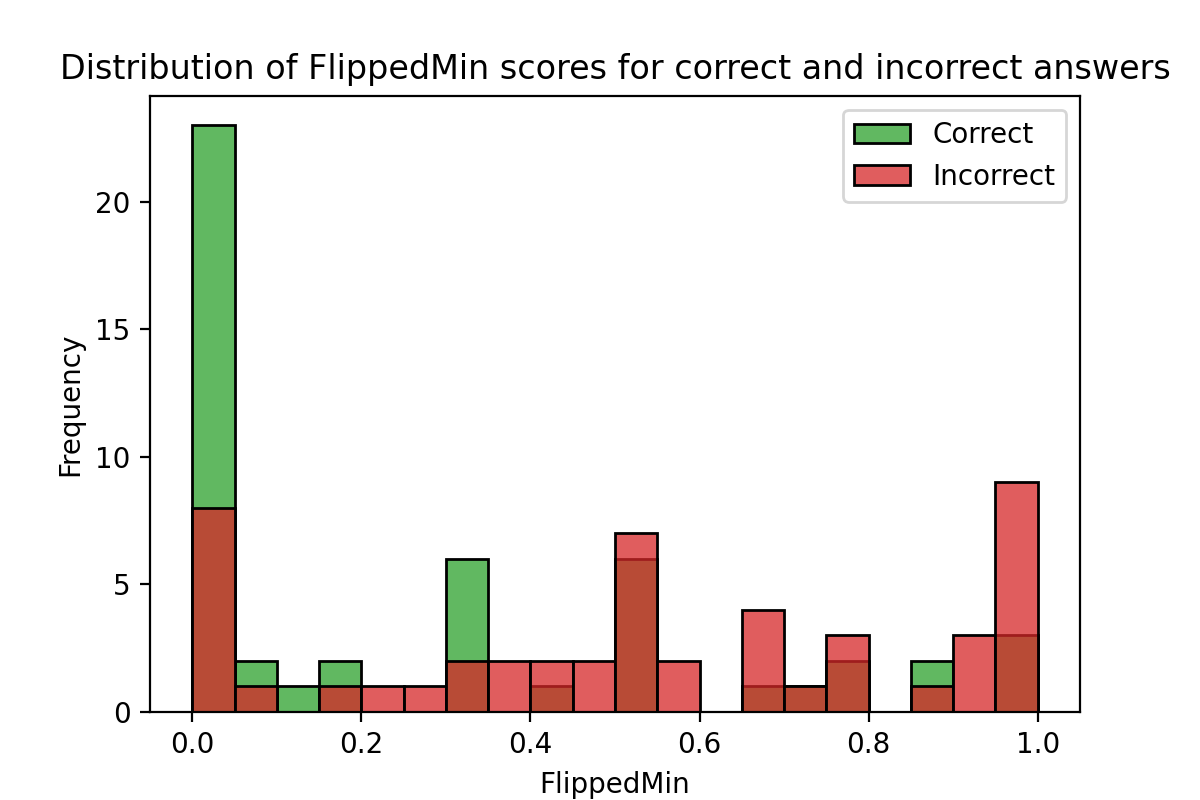 Distribution of FlippedMin scores for correct and incorrect answers
Correct
Incorrect
Frequency
20
15
10
5
0
0.0 0.2 0.4 0.6 0.8 1.0
FlippedMin